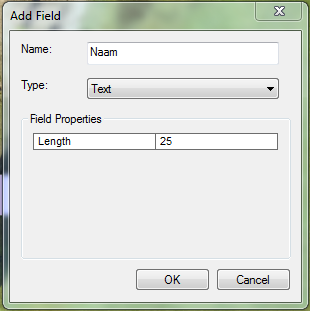 Add Field
Name: Naam
Type: Text
Field Properties
Length 25
OK Cancel